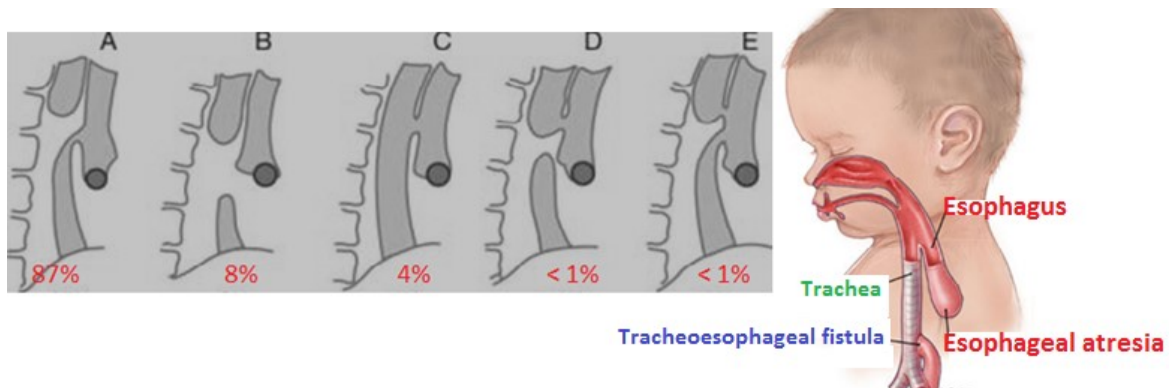 A B C D E
87% 8% 4% < 1% < 1%
Esophagus
Trachea
Tracheoesophageal fistula
Esophageal atresia